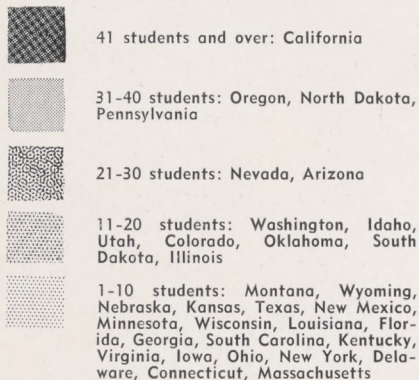 41 students and over: California
31-40 students: Oregon, North Dakota,
Pennsylvania
21-30 students: Nevada, Arizona
11-20 students: Washington, Idaho,
Utah, Colorado, Oklahoma, South
Dakota, Illinois
1-10 students: Montana, Wyoming,
Nebraska, Kansas, Texas, New Mexico,
Minnesota, Wisconsin, Louisiana, Flor-
ida, Georgia, South Carolina, Kentucky,
Virginia, Iowa, Ohio, New York, Dela-
ware, Connecticut, Massachusetts